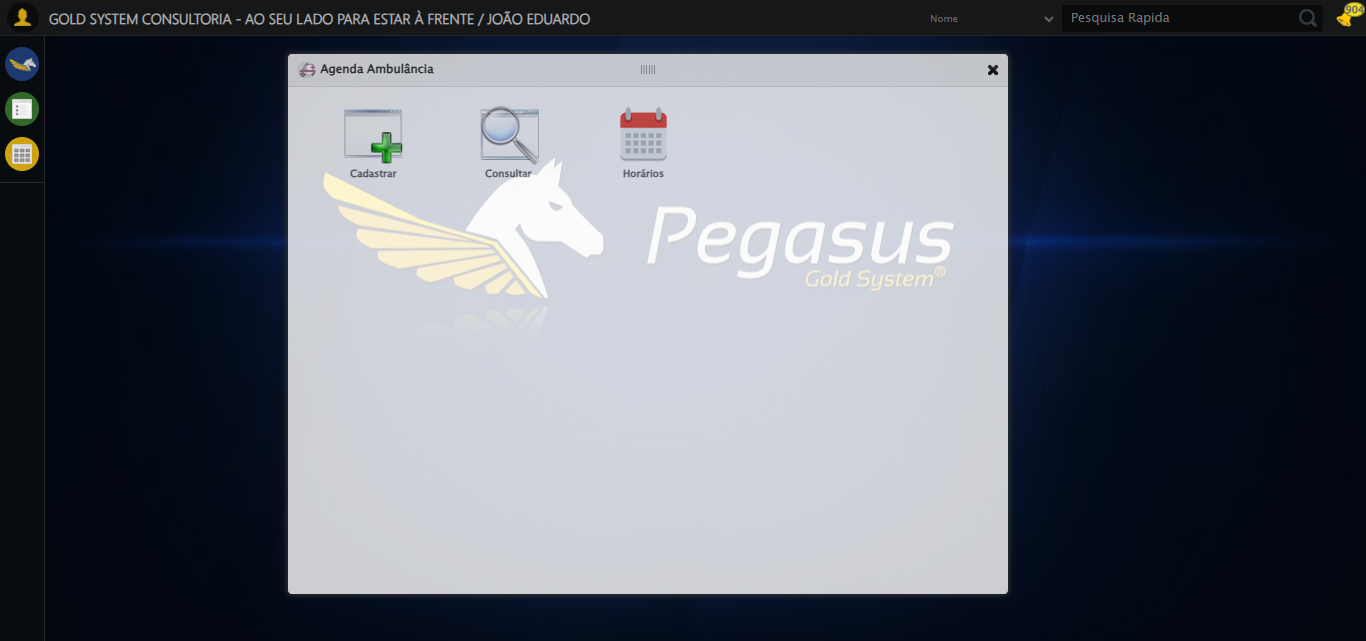 GOLD SYSTEM CONSULTORIA - AO SEU LADO PARA ESTAR À FRENTE / JOÃO EDUARDO
Nome
Pesquisa Rapida
904
Agenda Ambulância
Cadastrar
Consultar
Horários
Pegasus
Gold System®